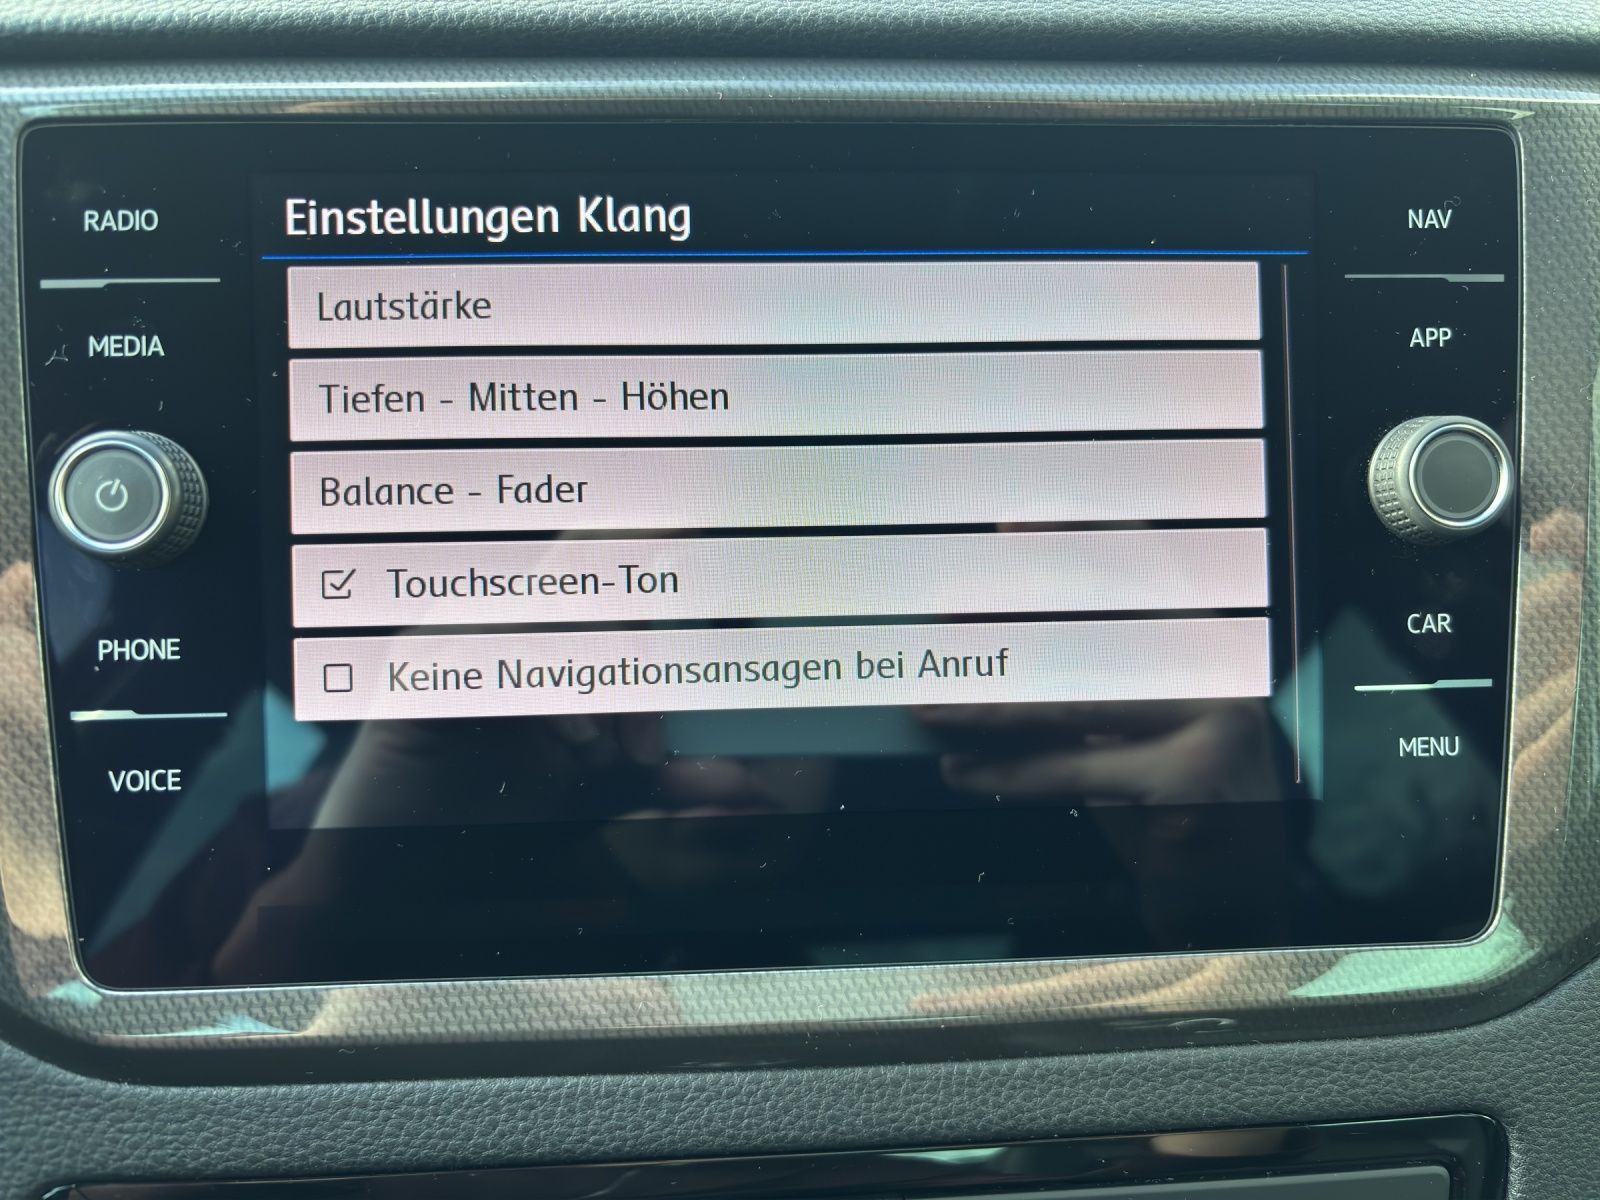 RADIO
MEDIA
PHONE
VOICE
Einstellungen Klang
Lautstärke
Tiefen - Mitten - Höhen
Balance - Fader
Touchscreen-Ton
Keine Navigationsansagen bei Anruf
NAV
APP
CAR
MENU